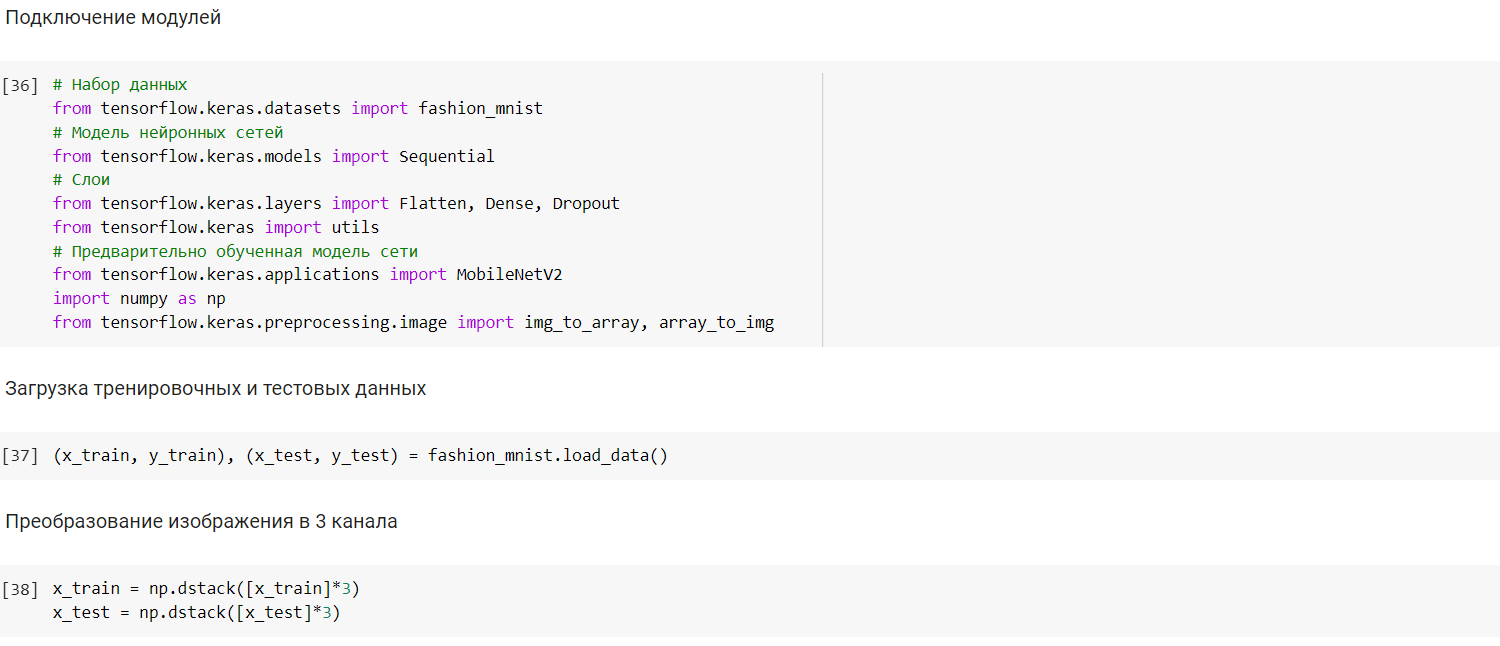 Подключение модулей
[36] # Набор данных
from tensorflow.keras.datasets import fashion_mnist
# Модель нейронных сетей
from tensorflow.keras.models import Sequential
# Слои
from tensorflow.keras.layers import Flatten, Dense, Dropout
from tensorflow.keras import utils
# Предварительно обученная модель сети
from tensorflow.keras.applications import MobileNetV2
import numpy as np
from tensorflow.keras.preprocessing.image import img_to_array, array_to_img
Загрузка тренировочных и тестовых данных
[37] (x_train, y_train), (x_test, y_test) = fashion_mnist.load_data()
Преобразование изображения в 3 канала
[38] x_train = np.dstack([x_train]*3)
x_test = np.dstack([x_test]*3)